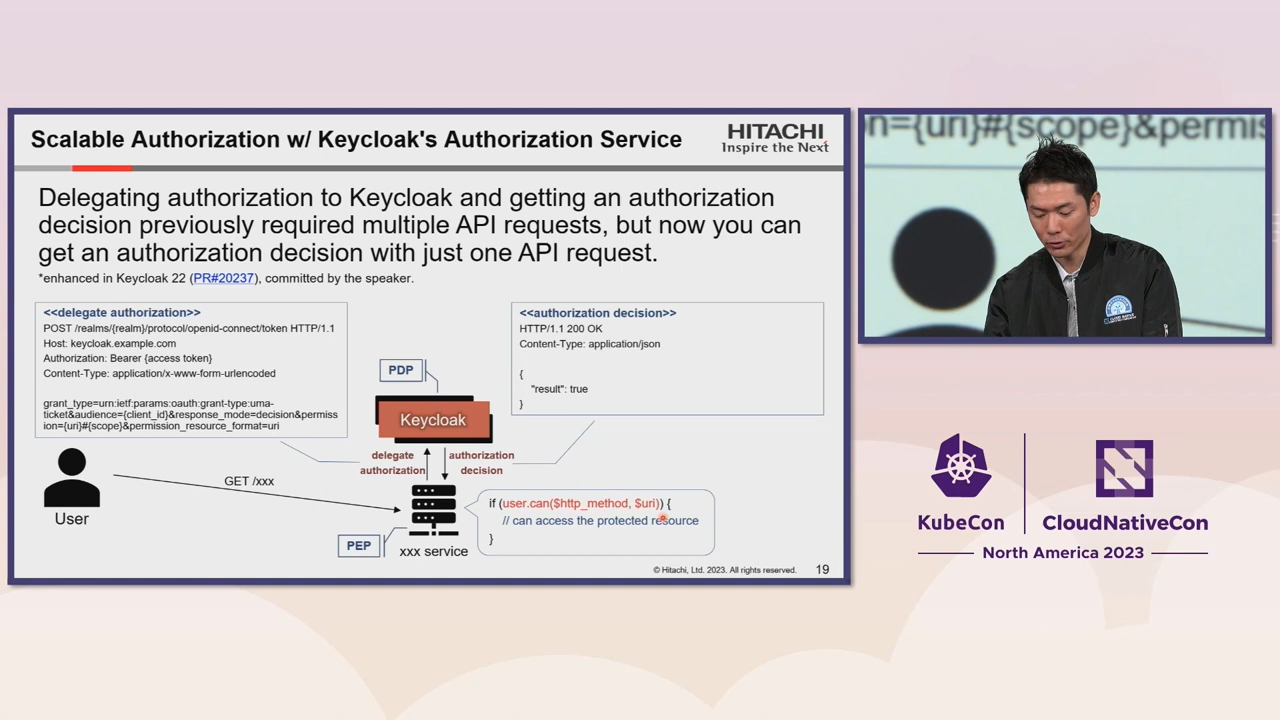 Scalable Authorization w/ Keycloak's Authorization Service
HITACHI
Inspire the Next
Delegating authorization to Keycloak and getting an authorization
decision previously required multiple API requests, but now you can
get an authorization decision with just one API request.
*enhanced in Keycloak 22 (PR#20237), committed by the speaker.
<<delegate authorization>>
POST /realms/{realm}/protocol/openid-connect/token HTTP/1.1
Host: keycloak.example.com
Authorization: Bearer {access token}
Content-Type: application/x-www-form-urlencoded
grant_type=urn:ietf:params:oauth:grant-type:uma-
ticket&audience={client_id}&response_mode=decision&permiss
ion={uri}#{scope}&permission_resource_format=uri
<<authorization decision>>
HTTP/1.1 200 OK
Content-Type: application/json
{
"result": true
}
PDP
Keycloak
delegate
authorization
authorization
decision
User
GET /xxx
PEP
xxx service
if (user.can($http_method, $uri)) {
// can access the protected resource
}
© Hitachi, Ltd. 2023. All rights reserved.
19
n={uri}#{scope}&permis
KubeCon
CloudNativeCon
North America 2023